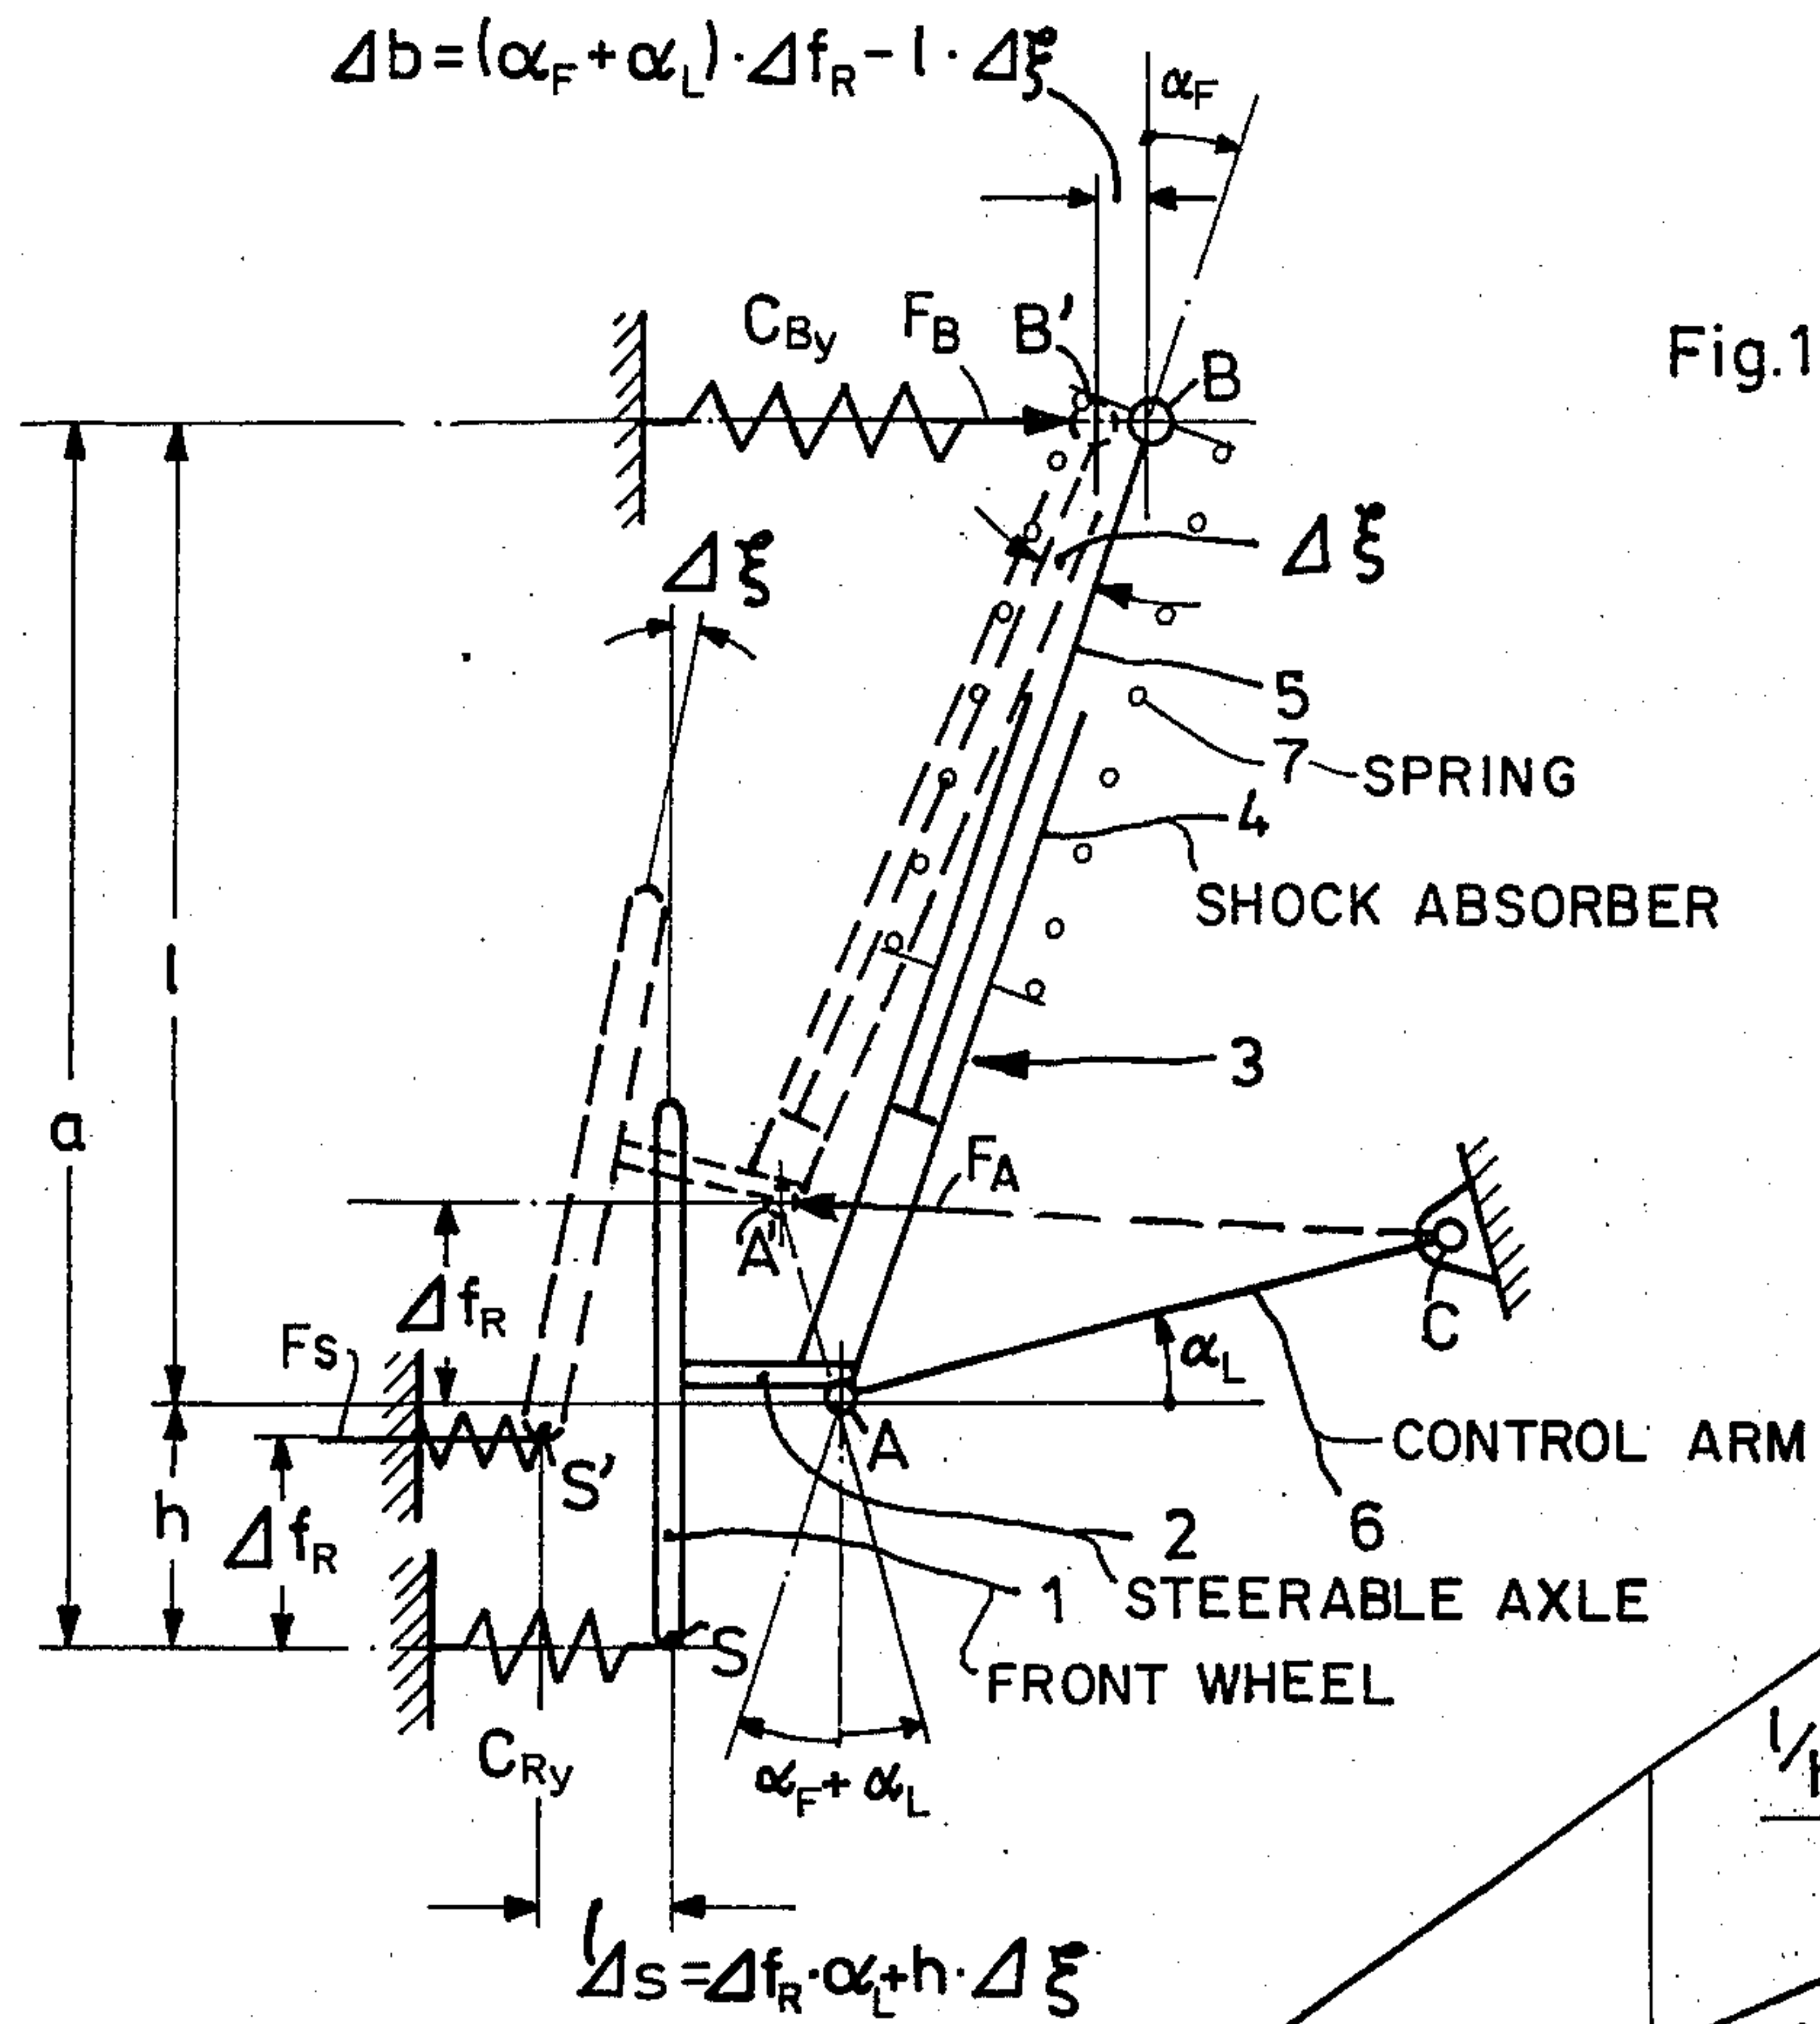 Δb=(α_F+α_L)·Δf_R-l·Δξ
α_F
C_By
F_B
B'
B
Fig.1
Δξ
Δξ
5
7
SPRING
4
SHOCK ABSORBER
l
3
a
F_A
A'
Δf_R
C
F_S
α_L
A
CONTROL ARM
S'
h
Δf_R
2
6
1
STEERABLE AXLE
S
FRONT WHEEL
C_Ry
α_F+α_L
Δs=Δf_R·α_L+h·Δξ